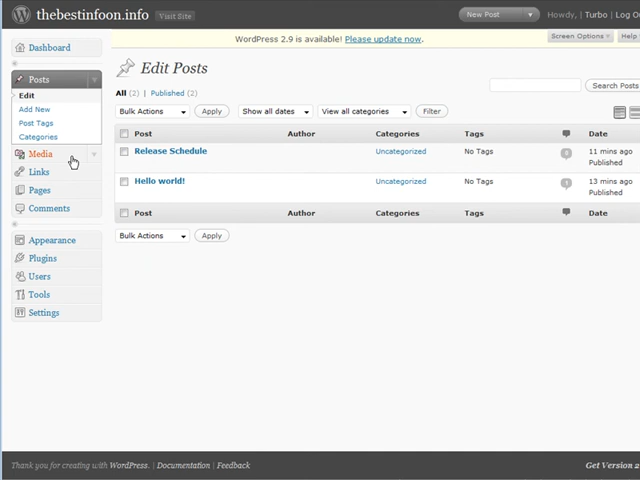 thebestinfoon.info Visit Site New Post Howdy, Turbo | Log Ou
WordPress 2.9 is available! Please update now. Screen Options Help
Dashboard
Edit Posts
Posts
Edit
Add New
Post Tags
Categories
Media
Links
Pages
Comments
Appearance
Plugins
Users
Tools
Settings
All (2) | Published (2)
Search Posts
Bulk Actions Apply Show all dates View all categories Filter
Post Author Categories Tags Date
Release Schedule Uncategorized No Tags 0 11 mins ago
Published
Hello world! Uncategorized No Tags 1 13 mins ago
Published
Post Author Categories Tags Date
Bulk Actions Apply
Thank you for creating with WordPress. | Documentation | Feedback Get Version 2